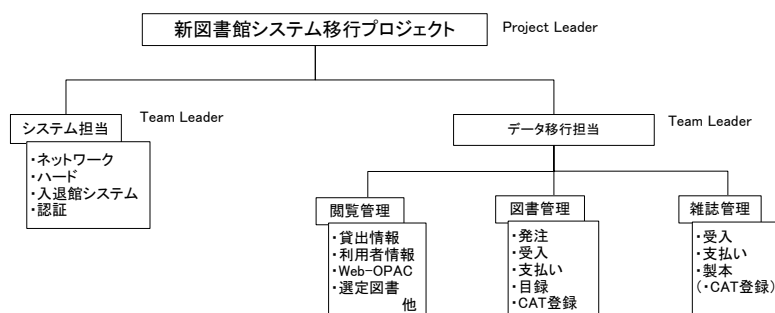 新図書館システム移行プロジェクト
Project Leader
システム担当
Team Leader
・ネットワーク
・ハード
・入退館システム
・認証
データ移行担当
Team Leader
閲覧管理
・貸出情報
・利用者情報
・Web-OPAC
・選定図書
他
図書管理
・発注
・受入
・支払い
・目録
・CAT登録
雑誌管理
・受入
・支払い
・製本
(・CAT登録)